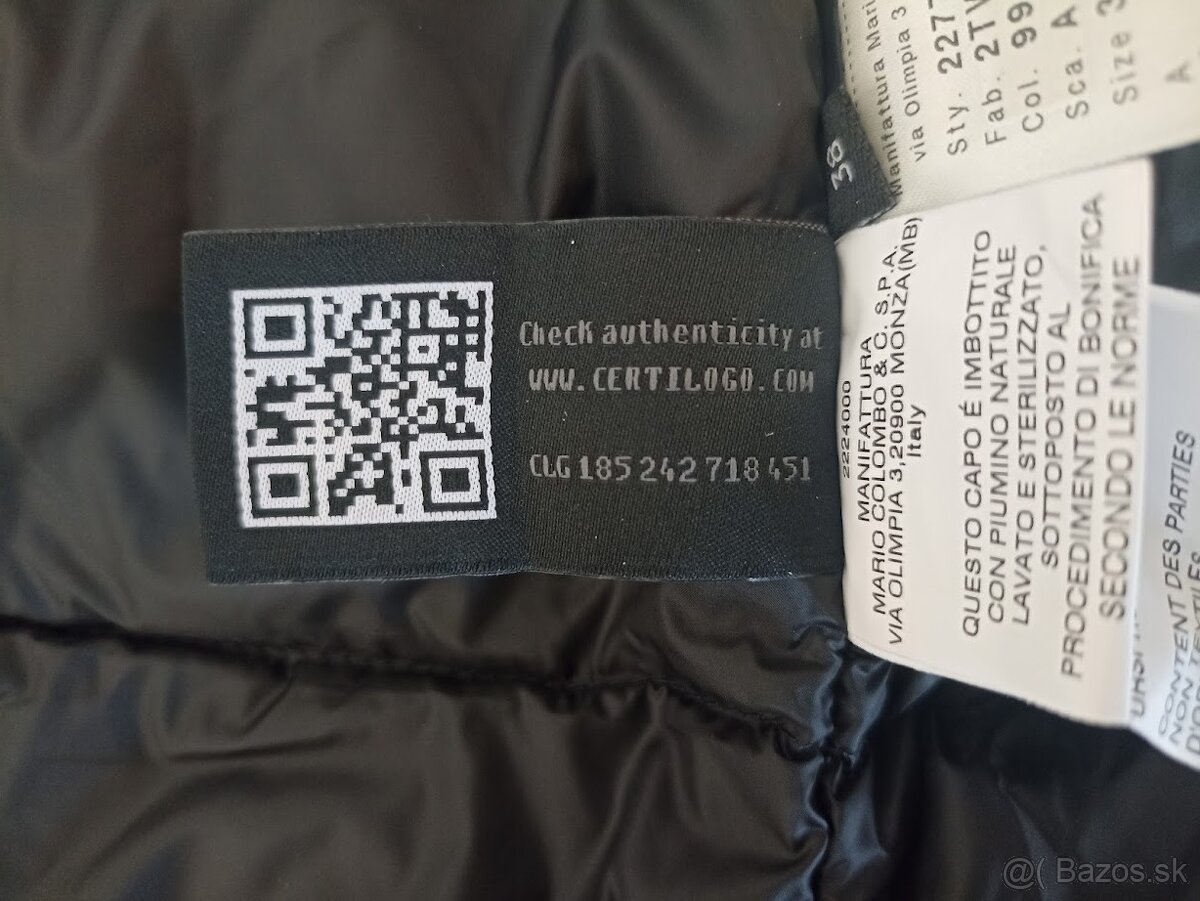 Check authenticity at
WWW.CERTILOGO.COM
CLG 185 242 718 451
38
Manifattura Mari
via Olimpia 3
Sty. 227
Fab. 2TV
Col. 99
Sca. A
Size 3
A
2224000
MANIFATTURA
MARIO COLOMBO & C. S.P.A.
VIA OLIMPIA 3,20900 MONZA(MB)
Italy
QUESTO CAPO É IMBOTTITO
CON PIUMINO NATURALE
LAVATO E STERILIZZATO,
SOTTOPOSTO AL
PROCEDIMENTO DI BONIFICA
SECONDO LE NORME
CONTIENT DES PARTIES
NON TEXTILES
@( Bazos.sk